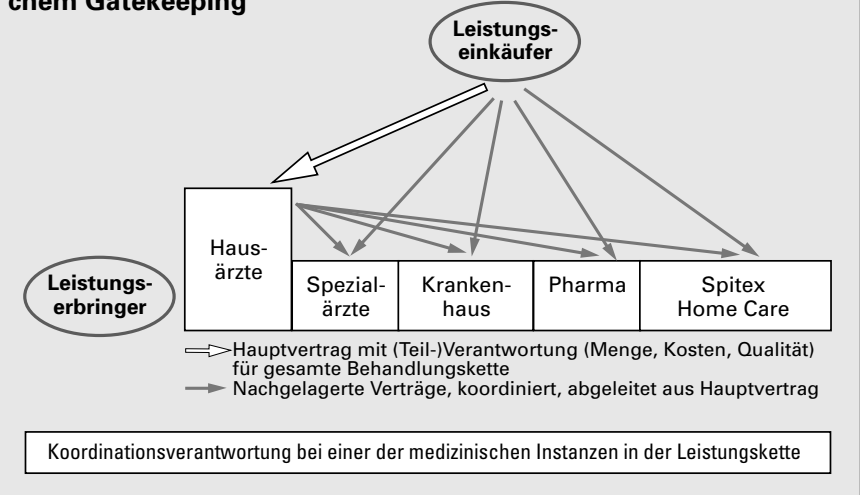 chem Gatekeeping
Leistungs-
einkäufer
Haus-
ärzte
Leistungs-
erbringer
Spezial-
ärzte
Kranken-
haus
Pharma
Spitex
Home Care
Hauptvertrag mit (Teil-)Verantwortung (Menge, Kosten, Qualität)
für gesamte Behandlungskette
Nachgelagerte Verträge, koordiniert, abgeleitet aus Hauptvertrag
Koordinationsverantwortung bei einer der medizinischen Instanzen in der Leistungskette